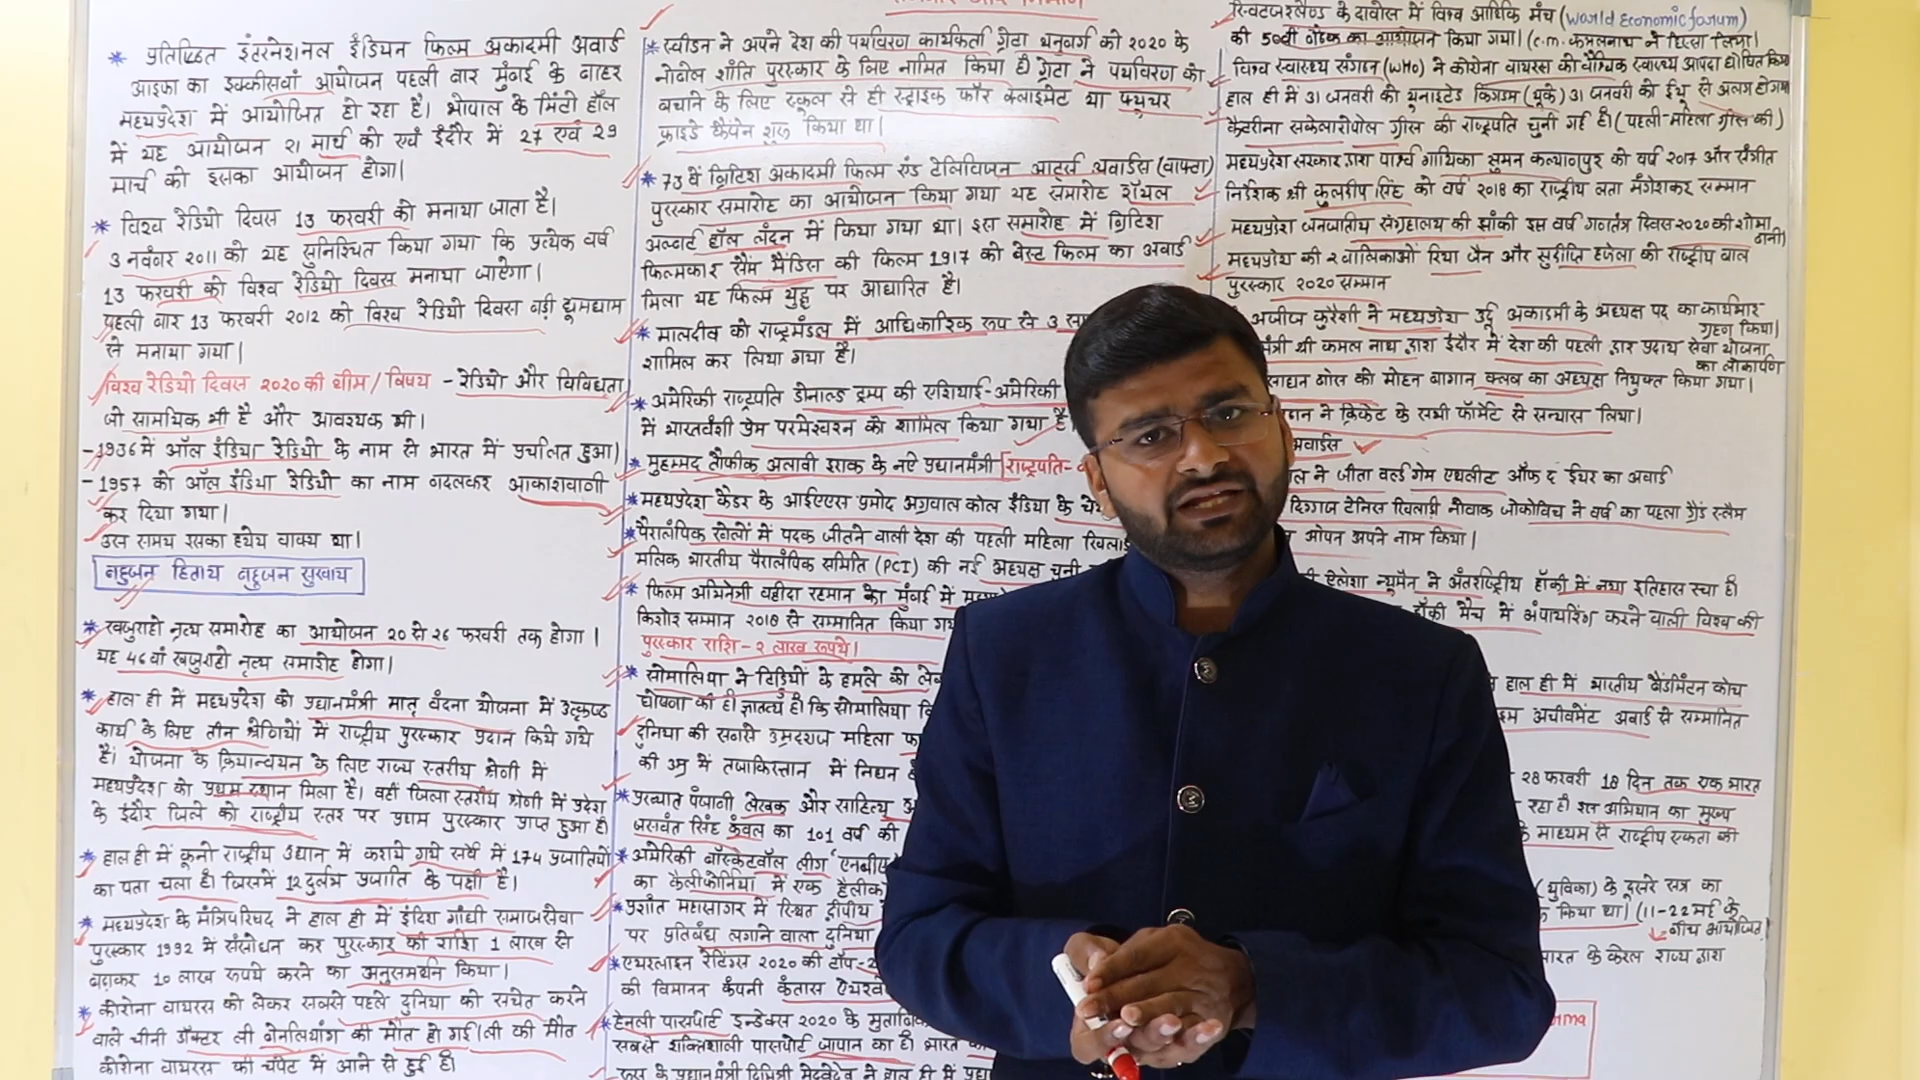 * प्रतिष्ठित इंटरनेशनल इंडियन फिल्म अकादमी अवार्ड
आइफा का इक्कीसवां आयोजन पहली बार मुंबई के बाहर
मध्यप्रदेश में आयोजित हो रहा है। भोपाल के मिंटो हॉल
में यह आयोजन 21 मार्च को एवं इंदौर में 27 एवं 29
मार्च को इसका आयोजन होगा।
* विश्व रेडियो दिवस 13 फरवरी को मनाया जाता है।
3 नवंबर 2011 को यह सुनिश्चित किया गया कि प्रत्येक वर्ष
13 फरवरी को विश्व रेडियो दिवस मनाया जाऐगा।
पहली बार 13 फरवरी 2012 को विश्व रेडियो दिवस बड़ी धूमधाम
से मनाया गया।
विश्व रेडियो दिवस 2020 की थीम/विषय - रेडियो और विविधता
जो सामयिक भी है और आवश्यक भी।
- 1936 में ऑल इंडिया रेडियो के नाम से भारत में प्रचलित हुआ।
- 1957 को ऑल इंडिया रेडियो का नाम बदलकर आकाशवाणी
कर दिया गया।
उस समय इसका ध्येय वाक्य था।
बहुजन हिताय बहुजन सुखाय
* खजुराहो नृत्य समारोह का आयोजन 20 से 26 फरवरी तक होगा।
यह 46वां खजुराहो नृत्य समारोह होगा।
* हाल ही में मध्यप्रदेश को प्रधानमंत्री मातृ वंदना योजना में उत्कृष्ठ
कार्य के लिए तीन श्रेणियों में राष्ट्रीय पुरस्कार प्रदान किये गये
हैं। योजना के क्रियान्वयन के लिए राज्य स्तरीय श्रेणी में
मध्यप्रदेश को प्रथम स्थान मिला है। वहीं जिला स्तरीय श्रेणी में प्रदेश
के इंदौर जिले को राष्ट्रीय स्तर पर प्रथम पुरस्कार प्राप्त हुआ है।
* हाल ही में कूनो राष्ट्रीय उद्यान में कराये गये सर्वे में 174 प्रजातियों
का पता चला है। जिसमें 12 दुर्लभ प्रजाति के पक्षी है।
* मध्यप्रदेश के मंत्रिपरिषद ने हाल ही में इंदिरा गांधी समाजसेवा
पुरस्कार 1992 में संसोधन कर पुरस्कार की राशि 1 लाख से
बढ़ाकर 10 लाख रूपये करने का अनुसमर्थन किया।
* कोरोना वायरस को लेकर सबसे पहले दुनिया को सचेत करने
वाले चीनी डॉक्टर ली वेनलियांग की मौत हो गई। ली की मौत
कोरोना वायरस की चपेट में आने से हुई है।
* स्वीडन ने अपने देश की पर्यावरण कार्यकर्ता ग्रेटा थनबर्ग को 2020 के
नोबोल शांति पुरस्कार के लिए नामित किया है। ग्रेटा ने पर्यावरण को
बचाने के लिए स्कूल से ही स्ट्राइक फॉर क्लाइमेट या फ्यूचर
फ्राइडे कैंपेन शुरू किया था।
* 73 वें ब्रिटिश अकादमी फिल्म एंड टेलिविजन आर्ट्स अवार्डस (वाफ्ता)
पुरस्कार समारोह का आयोजन किया गया यह समारोह रॉयल
अल्बर्ट हॉल लंदन में किया गया था। इस समारोह में ब्रिटिश
फिल्मकार सैम मैंडिस की फिल्म 1917 को बेस्ट फिल्म का अवार्ड
मिला यह फिल्म युद्ध पर आधारित है।
* मालदीव को राष्ट्रमंडल में आधिकारिक रूप से 3 सा
शामिल कर लिया गया है।
* अमेरिकी राष्ट्रपति डोनाल्ड ट्रम्प की एशियाई-अमेरिकी
में भारतवंशी प्रेम परमेश्वरन को शामिल किया गया है
* मुहम्मद तौफीक अलावी इराक के नऐ प्रधानमंत्री [राष्ट्रपति-
* मध्यप्रदेश कैडर के आईएएस प्रमोद अग्रवाल कोल इंडिया के चे
* पैरालंपिक खेलों में पदक जीतने वाली देश की पहली महिला खिलाड़
मलिक भारतीय पैरालंपिक समिति (PCI) की नई अध्यक्ष चुनी
* फिल्म अभिनेत्री वहीदा रहमान को मुंबई में मध्य
किशोर सम्मान 2018 से सम्मानित किया गय
पुरस्कार राशि - 2 लाख रूपये।
* सोमालिया ने टिड्डियों के हमले को लेक
घोषणा की है। ज्ञातव्य हो कि सोमालिया
दुनिया की सबसे उम्रदराज महिला फ
की उम्र में तजाकिस्तान में निधन
* प्रख्यात पंजाबी लेखक और साहित्य
जसवंत सिंह कंवल का 101 वर्ष की
* अमेरिकी बॉस्केटबॉल लीग 'एनबीए
का कैलीफोर्निया में एक हैलीक
* प्रशांत महासागर में स्थित द्वीपीय
पर प्रतिबंध लगाने वाला दुनिया
* एयरलाइन रेटिंग्स 2020 की टॉप-2
की विमानन कंपनी कंतास ऐयरवे
* हेनली पासपोर्ट इन्डेक्स 2020 के मुताबिक
सबसे शक्तिशाली पासपोर्ट जापान का है। भारत का
रूस के प्रधानमंत्री दिमित्री मेदवेदेव ने हाल ही में
स्विटजरलैण्ड के दावोस में विश्व आर्थिक मंच (World Economic forum)
की 50वीं बैठक का आयोजन किया गया। (c.m. कमलनाथ ने हिस्सा लिया।
विश्व स्वास्थय संगठन (WHO) ने कोरोना वायरस को वैश्विक स्वास्थय आपदा घोषित किया
हाल ही में 31 जनवरी को यूनाइटेड किंगडम (यूके) 31 जनवरी को ईयू से अलग हो गया
कैटरीना सकेलारोपोल ग्रीस की राष्ट्रपति चुनी गई है। (पहली-महिला ग्रीस की)
मध्यप्रदेश सरकार द्वारा पार्श्व गायिका सुमन कल्याणपुर को वर्ष 2017 और संगीत
निर्देशक श्री कुलदीप सिंह को वर्ष 2018 का राष्ट्रीय लता मंगेशकर सम्मान
मध्यप्रदेश जनजातीय संग्रहालय की झांकी इस वर्ष गणतंत्र दिवस 2020 की शोभा
बनी।
मध्यप्रदेश की 2 बालिकाओं रिया जैन और सुदीप्ति हजेला को राष्ट्रीय बाल
पुरस्कार 2020 सम्मान
अजीज कुरैशी ने मध्यप्रदेश उर्दू अकादमी के अध्यक्ष पद का कार्यभार
ग्रहण किया।
मंत्री श्री कमल नाथ द्वारा इंदौर में देश की पहली द्वार प्रदाय सेवा योजना
का लोकार्पण
साधन बोस को मोहन बागान क्लब का अध्यक्ष नियुक्त किया गया।
ठान ने क्रिकेट के सभी फॉर्मेट से सन्यास लिया।
अवार्डस
ल ने जीता वर्ल्ड गेम एथलीट ऑफ द ईयर का अवार्ड
दिग्गज टेनिस खिलाड़ी नोवाक जोकोविच ने वर्ष का पहला ग्रैंड स्लैम
ओपन अपने नाम किया।
ऐलेशा न्यूमैन ने अंतर्राष्ट्रीय हॉकी में नया इतिहास रचा है।
हॉकी मैच में अंपायरिंग करने वाली विश्व की
हाल ही में भारतीय बैडमिंटन कोच
इम अचीवमेंट अवार्ड से सम्मानित
28 फरवरी 18 दिन तक एक भारत
रहा है। इस अभियान का मुख्य
के माध्यम से राष्ट्रीय एकता की
(युविका) के दूसरे सत्र का
किया था। (11-22 मई के
बीच आयोजित)
भारत के केरल राज्य द्वारा